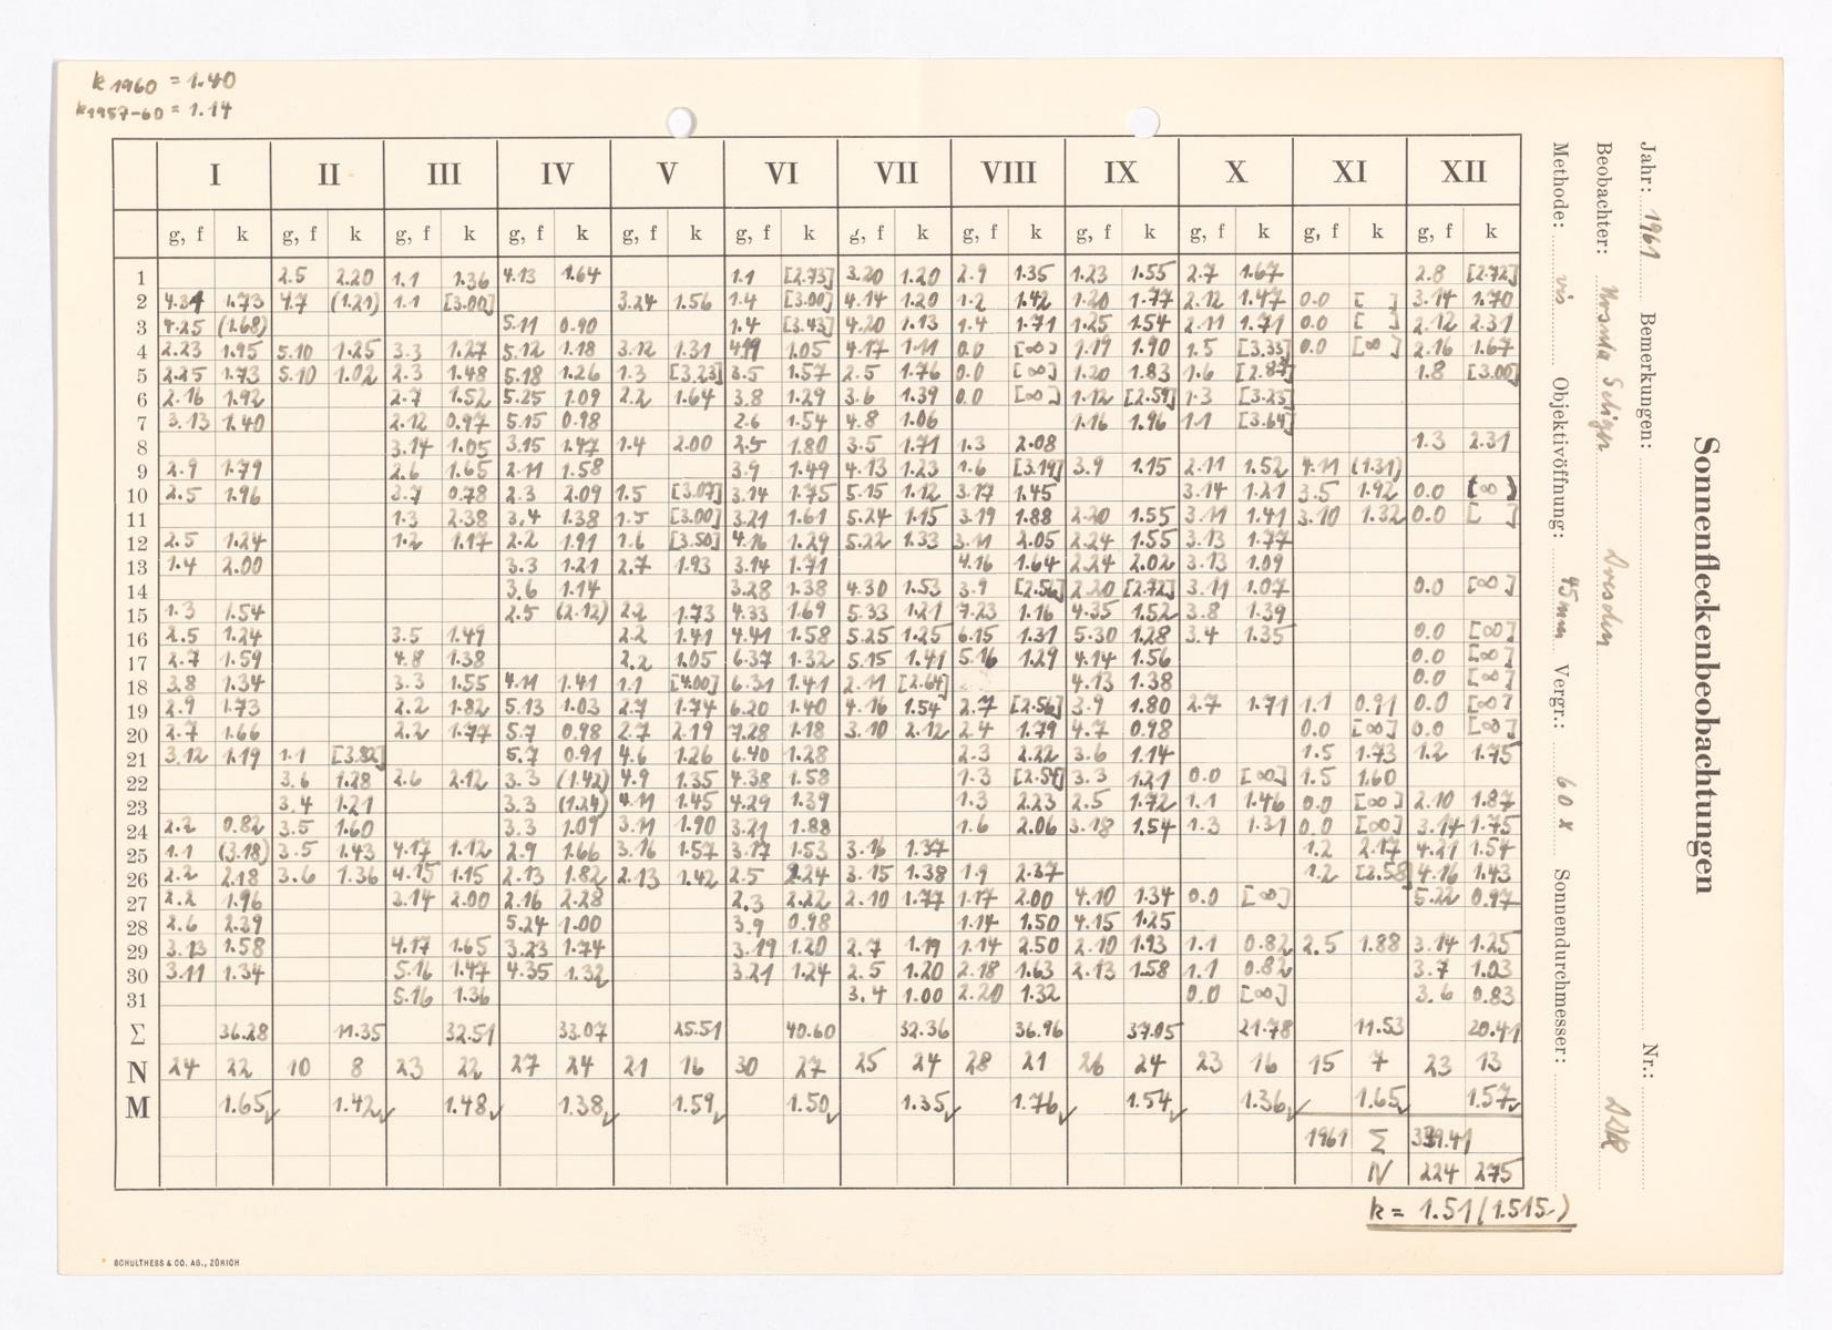 k 1960 = 1.40
k 1957-60 = 1.14
I II III IV V VI VII VIII IX X XI XII
g, f k g, f k g, f k g, f k g, f k g, f k g, f k g, f k g, f k g, f k g, f k g, f k
1 2.5 2.20 1.1 1.36 4.13 1.64 1.1 [2.73] 3.20 1.20 2.9 1.35 1.23 1.55 2.7 1.67 2.8 [2.72]
2 4.34 1.73 4.7 (1.21) 1.1 [3.00] 3.24 1.56 1.4 [3.00] 4.14 1.20 1.2 1.42 1.20 1.77 2.12 1.47 0.0 [ ] 3.14 1.70
3 4.25 (1.68) 5.11 0.90 1.4 [3.43] 4.20 1.13 1.4 1.71 1.25 1.54 2.11 1.71 0.0 [ ] 2.12 2.31
4 2.23 1.95 5.10 1.25 3.3 1.27 5.12 1.18 3.12 1.31 1.05 4.17 1.11 0.0 [∞] 1.19 1.90 1.5 [3.33] 0.0 [∞] 2.16 1.67
5 2.25 1.73 5.10 1.02 2.3 1.48 5.18 1.26 1.3 [3.23] 3.5 1.57 2.5 1.76 0.0 [∞] 1.20 1.83 1.6 [2.87] 1.8 [3.00]
6 2.16 1.92 2.7 1.52 5.25 1.09 2.2 1.64 3.8 1.29 3.6 1.39 0.0 [∞] 1.12 [2.59] 1.3 [3.25]
7 3.13 1.40 2.12 0.97 5.15 0.98 2.6 1.54 4.8 1.06 1.16 1.96 1.1 [3.64]
8 3.14 1.05 3.15 1.47 1.4 2.00 2.5 1.80 3.5 1.71 1.3 2.08 1.3 2.31
9 2.9 1.79 2.6 1.65 2.11 1.58 3.9 1.49 4.13 1.23 1.6 [3.19] 3.9 1.15 2.11 1.52 4.11 (1.31)
10 2.5 1.96 2.7 0.78 2.3 2.09 1.5 [3.07] 3.14 1.75 5.15 1.12 3.17 1.45 3.14 1.21 3.5 1.92 0.0 [∞]
11 1.3 2.38 3.4 1.38 1.5 [3.00] 3.21 1.61 5.24 1.15 3.19 1.88 2.20 1.55 3.11 1.41 3.10 1.32 0.0 [ ]
12 2.5 1.24 1.2 1.17 2.2 1.91 1.6 [3.50] 4.16 1.29 5.22 1.33 3.11 2.05 2.24 1.55 3.13 1.77
13 1.4 2.00 3.3 1.21 2.7 1.93 3.14 1.71 4.16 1.64 2.24 2.02 3.13 1.09
14 3.6 1.14 3.28 1.38 4.30 1.53 3.9 [2.56] 2.20 [2.72] 3.11 1.07 0.0 [∞]
15 1.3 1.54 2.5 (2.12) 2.2 1.73 4.33 1.69 5.33 1.21 7.23 1.16 4.35 1.52 3.8 1.39
16 2.5 1.24 3.5 1.49 2.2 1.41 4.41 1.58 5.25 1.25 6.15 1.31 5.30 1.28 3.4 1.35 0.0 [∞]
17 2.7 1.59 4.8 1.38 2.2 1.05 6.37 1.32 5.15 1.41 5.16 1.29 4.14 1.56 0.0 [∞]
18 3.8 1.34 3.3 1.55 4.11 1.41 1.1 [4.00] 6.31 1.41 2.11 [2.64] 4.13 1.38 0.0 [∞]
19 2.9 1.73 2.2 1.82 5.13 1.03 2.7 1.74 6.20 1.40 4.16 1.54 2.7 [2.56] 3.9 1.80 2.7 1.71 1.1 0.91 0.0 [∞]
20 2.7 1.66 2.2 1.77 5.7 0.98 2.7 2.19 7.28 1.18 3.10 2.12 2.4 1.79 4.7 0.98 0.0 [∞] 0.0 [∞]
21 3.12 1.19 1.1 [3.82] 5.7 0.91 4.6 1.26 6.40 1.28 2.3 2.22 3.6 1.14 1.5 1.73 1.2 1.75
22 3.6 1.28 2.6 2.12 3.3 (1.42) 4.9 1.35 4.38 1.58 1.3 [2.54] 3.3 1.21 0.0 [∞] 1.5 1.60
23 3.4 1.21 3.3 (1.24) 4.11 1.45 4.29 1.39 1.3 2.23 2.5 1.72 1.1 1.46 0.0 [∞] 2.10 1.87
24 2.2 0.82 3.5 1.60 3.3 1.07 3.11 1.90 3.21 1.88 1.6 2.06 3.18 1.54 1.3 1.31 0.0 [∞] 3.14 1.75
25 1.1 (3.18) 3.5 1.43 4.17 1.12 2.9 1.66 3.16 1.57 3.17 1.53 3.16 1.37 1.2 2.17 4.21 1.54
26 2.2 2.18 3.6 1.36 4.15 1.15 2.13 1.82 2.13 1.42 2.5 2.24 3.15 1.38 1.9 2.37 1.2 [2.58] 4.16 1.43
27 2.2 1.96 3.14 2.00 2.16 2.28 2.3 2.22 2.10 1.77 1.17 2.00 4.10 1.34 0.0 [∞] 5.22 0.97
28 2.6 2.39 5.24 1.00 3.9 0.98 1.14 1.50 4.15 1.25
29 3.13 1.58 4.17 1.65 3.23 1.74 3.19 1.20 2.7 1.19 1.14 2.50 2.10 1.93 1.1 0.82 2.5 1.88 3.14 1.25
30 3.11 1.34 5.16 1.47 4.35 1.32 3.21 1.24 2.5 1.20 2.18 1.63 2.13 1.58 1.1 0.82 3.7 1.03
31 5.16 1.36 3.4 1.00 2.20 1.32 0.0 [∞] 3.6 0.83
Σ 36.28 11.35 32.51 33.07 25.51 40.60 32.36 36.96 37.05 21.78 11.53 20.41
N 24 22 10 8 23 22 27 24 21 16 30 27 25 24 28 21 26 24 23 16 15 7 23 13
M 1.65 1.42 1.48 1.38 1.59 1.50 1.35 1.76 1.54 1.36 1.65 1.57
1961 Σ 339.41
N 224 275
k = 1.51 (1.515-)
SCHULTHESS & CO. AG., ZÜRICH
Sonnenfleckenbeobachtungen
Jahr: 1961 Bemerkungen: Nr.:
Beobachter: Ursula Dresden DDR
Methode: vis Objektivöffnung: 45mm Vergr.: 60 x Sonnendurchmesser: